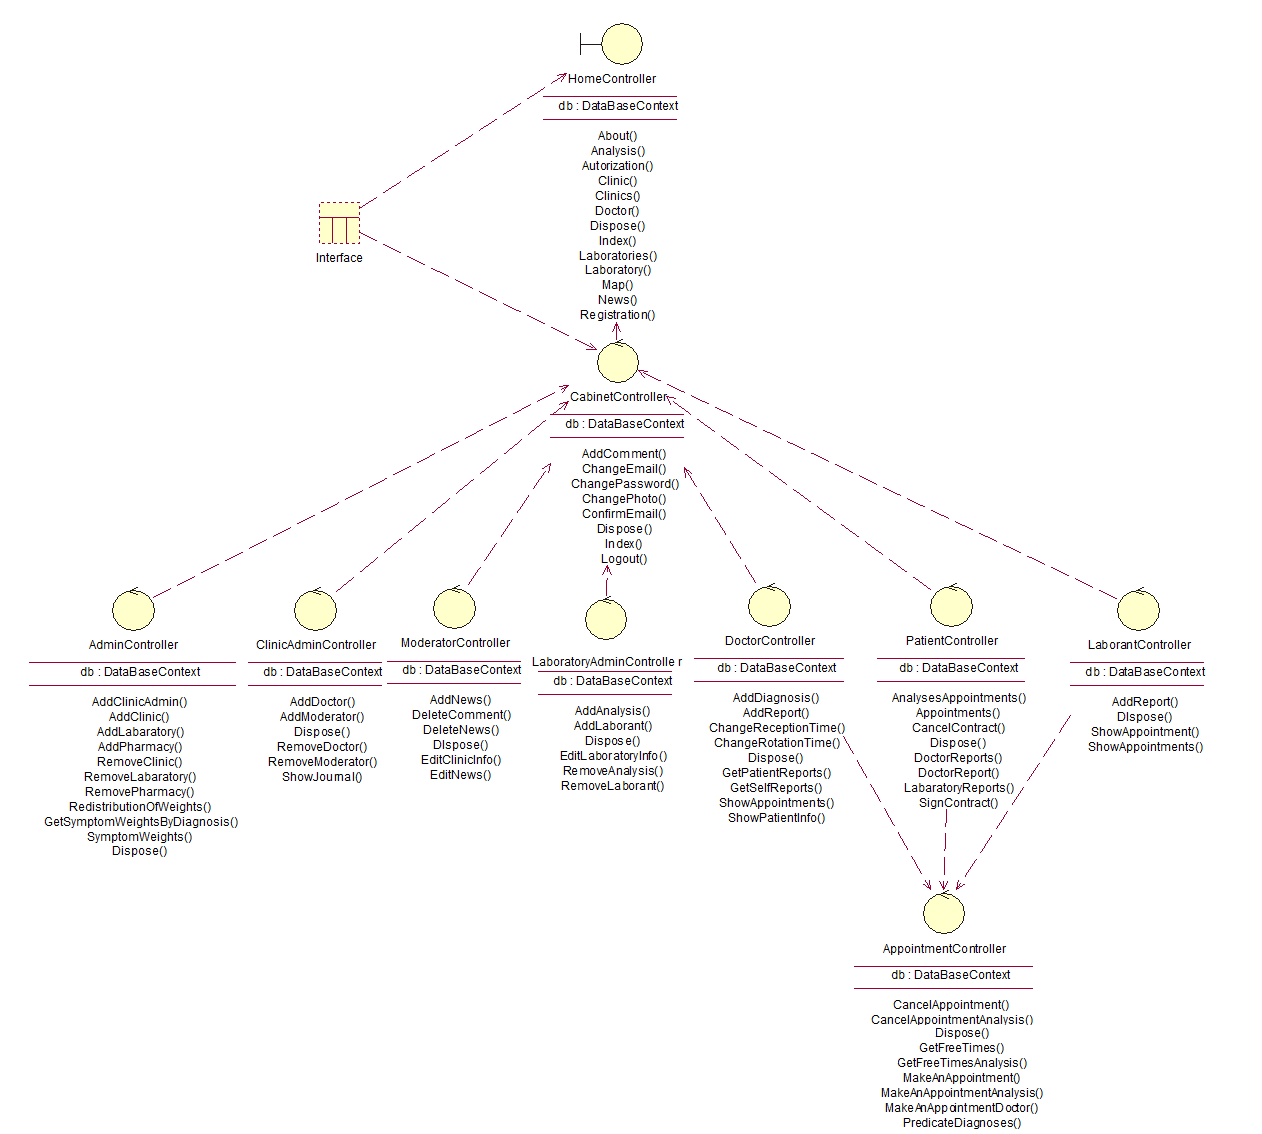 HomeController
db : DataBaseContext
About()
Analysis()
Autorization()
Clinic()
Clinics()
Doctor()
Dispose()
Index()
Laboratories()
Laboratory()
Map()
News()
Registration()
Interface
CabinetController
db : DataBaseContext
AddComment()
ChangeEmail()
ChangePassword()
ChangePhoto()
ConfirmEmail()
Dispose()
Index()
Logout()
AdminController
db : DataBaseContext
AddClinicAdmin()
AddClinic()
AddLabaratory()
AddPharmacy()
RemoveClinic()
RemoveLabaratory()
RemovePharmacy()
RedistributionOfWeights()
GetSymptomWeightsByDiagnosis()
SymptomWeights()
Dispose()
ClinicAdminController
db : DataBaseContext
AddDoctor()
AddModerator()
Dispose()
RemoveDoctor()
RemoveModerator()
ShowJournal()
ModeratorController
db : DataBaseContext
AddNews()
DeleteComment()
DeleteNews()
DIspose()
EditClinicInfo()
EditNews()
LaboratoryAdminController
db : DataBaseContext
AddAnalysis()
AddLaborant()
Dispose()
EditLaboratoryInfo()
RemoveAnalysis()
RemoveLaborant()
DoctorController
db : DataBaseContext
AddDiagnosis()
AddReport()
ChangeReceptionTime()
ChangeRotationTime()
Dispose()
GetPatientReports()
GetSelfReports()
ShowAppointments()
ShowPatientInfo()
PatientController
db : DataBaseContext
AnalysesAppointments()
Appointments()
CancelContract()
Dispose()
DoctorReports()
DoctorReport()
LabaratoryReports()
SignContract()
LaborantController
db : DataBaseContext
AddReport()
DIspose()
ShowAppointment()
ShowAppointments()
AppointmentController
db : DataBaseContext
CancelAppointment()
CancelAppointmentAnalysis()
Dispose()
GetFreeTimes()
GetFreeTimesAnalysis()
MakeAnAppointment()
MakeAnAppointmentAnalysis()
MakeAnAppointmentDoctor()
PredicateDiagnoses()